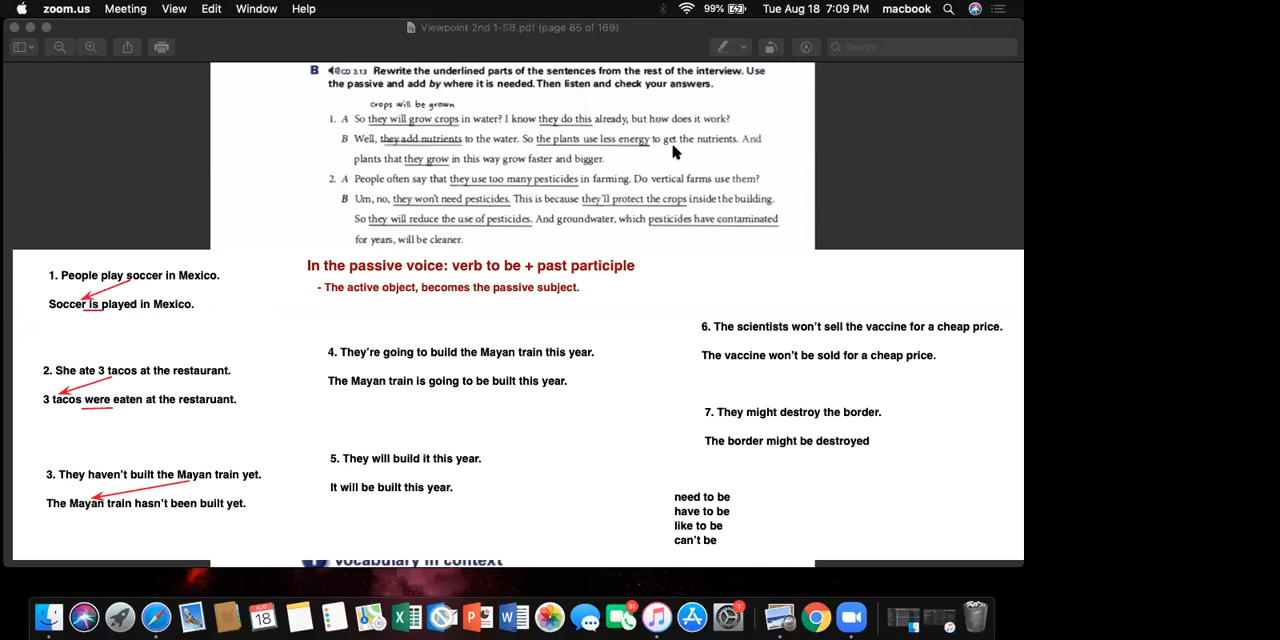 zoom.us Meeting View Edit Window Help 99% Tue Aug 18 7:09 PM macbook
Viewpoint 2nd 1-SB.pdf (page 85 of 169)
Search
B CD 3.13 Rewrite the underlined parts of the sentences from the rest of the interview. Use
the passive and add by where it is needed. Then listen and check your answers.
crops will be grown
1. A So they will grow crops in water? I know they do this already, but how does it work?
B Well, they add nutrients to the water. So the plants use less energy to get the nutrients. And
plants that they grow in this way grow faster and bigger.
2. A People often say that they use too many pesticides in farming. Do vertical farms use them?
B Um, no, they won't need pesticides. This is because they'll protect the crops inside the building.
So they will reduce the use of pesticides. And groundwater, which pesticides have contaminated
for years, will be cleaner.
In the passive voice: verb to be + past participle
- The active object, becomes the passive subject.
1. People play soccer in Mexico.
Soccer is played in Mexico.
2. She ate 3 tacos at the restaurant.
3 tacos were eaten at the restaruant.
3. They haven't built the Mayan train yet.
The Mayan train hasn't been built yet.
4. They're going to build the Mayan train this year.
The Mayan train is going to be built this year.
5. They will build it this year.
It will be built this year.
6. The scientists won't sell the vaccine for a cheap price.
The vaccine won't be sold for a cheap price.
7. They might destroy the border.
The border might be destroyed
need to be
have to be
like to be
can't be
Vocabulary in context
AUG
18
51
1